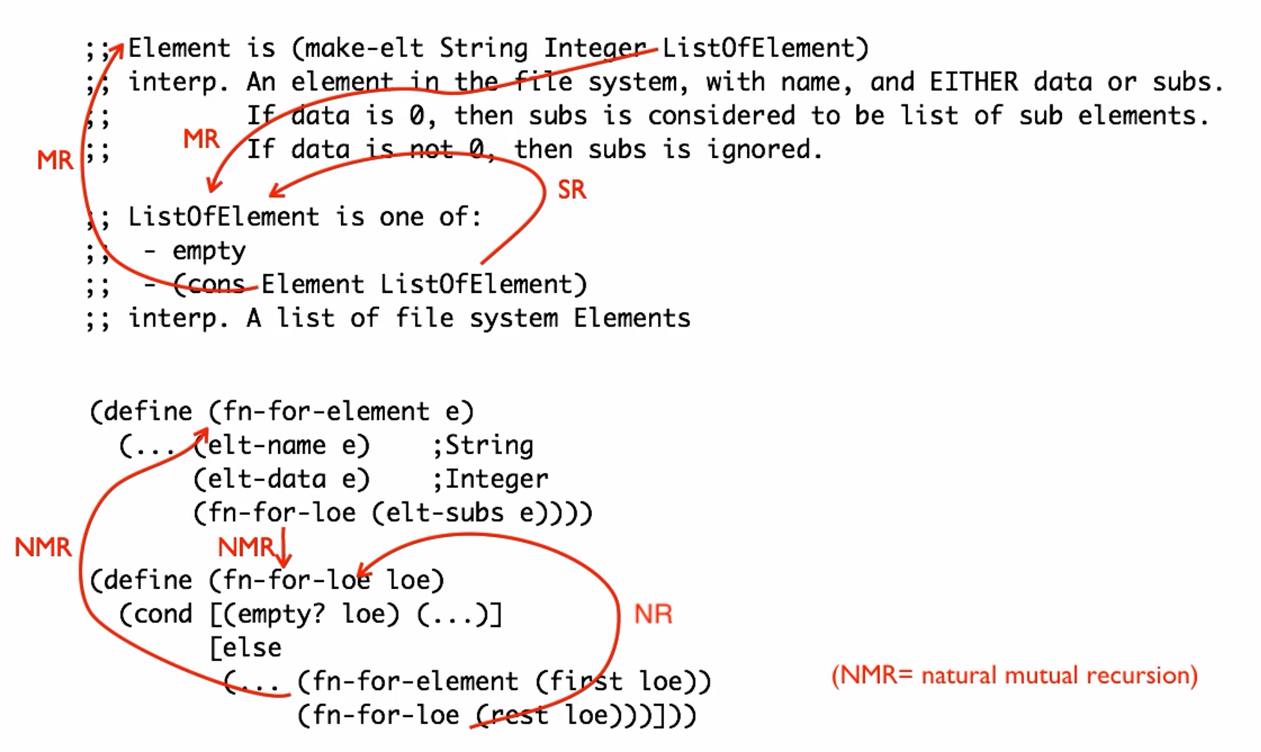 ;; Element is (make-elt String Integer ListOfElement)
;; interp. An element in the file system, with name, and EITHER data or subs.
;;         If data is 0, then subs is considered to be list of sub elements.
MR ;; MR If data is not 0, then subs is ignored.
SR
;; ListOfElement is one of:
;;  - empty
;;  - (cons Element ListOfElement)
;; interp. A list of file system Elements
(define (fn-for-element e)
  (... (elt-name e)    ;String
       (elt-data e)    ;Integer
       (fn-for-loe (elt-subs e))))
NMR NMR
(define (fn-for-loe loe)
  (cond [(empty? loe) (...)]
NR
        [else
         (... (fn-for-element (first loe))
              (fn-for-loe (rest loe)))]))
(NMR= natural mutual recursion)